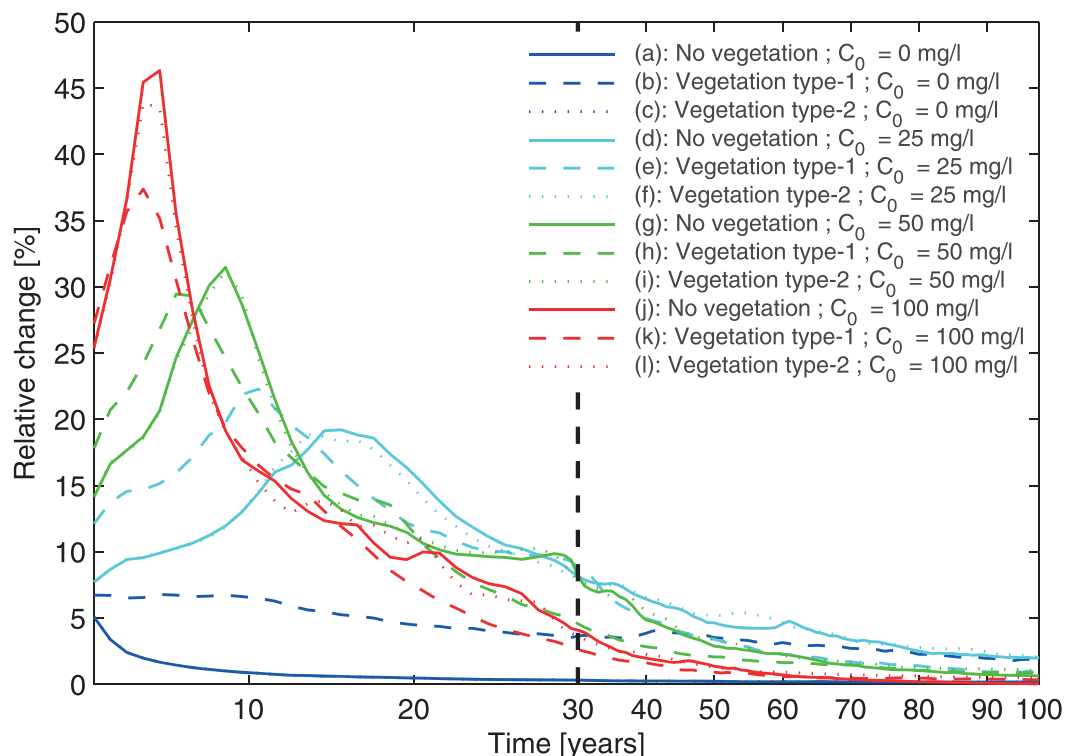 50
45
40
35
30
25
20
15
10
5
0
Relative change [%]
(a): No vegetation ; C0 = 0 mg/l
(b): Vegetation type-1 ; C0 = 0 mg/l
(c): Vegetation type-2 ; C0 = 0 mg/l
(d): No vegetation ; C0 = 25 mg/l
(e): Vegetation type-1 ; C0 = 25 mg/l
(f): Vegetation type-2 ; C0 = 25 mg/l
(g): No vegetation ; C0 = 50 mg/l
(h): Vegetation type-1 ; C0 = 50 mg/l
(i): Vegetation type-2 ; C0 = 50 mg/l
(j): No vegetation ; C0 = 100 mg/l
(k): Vegetation type-1 ; C0 = 100 mg/l
(l): Vegetation type-2 ; C0 = 100 mg/l
10 20 30 40 50 60 70 80 90 100
Time [years]